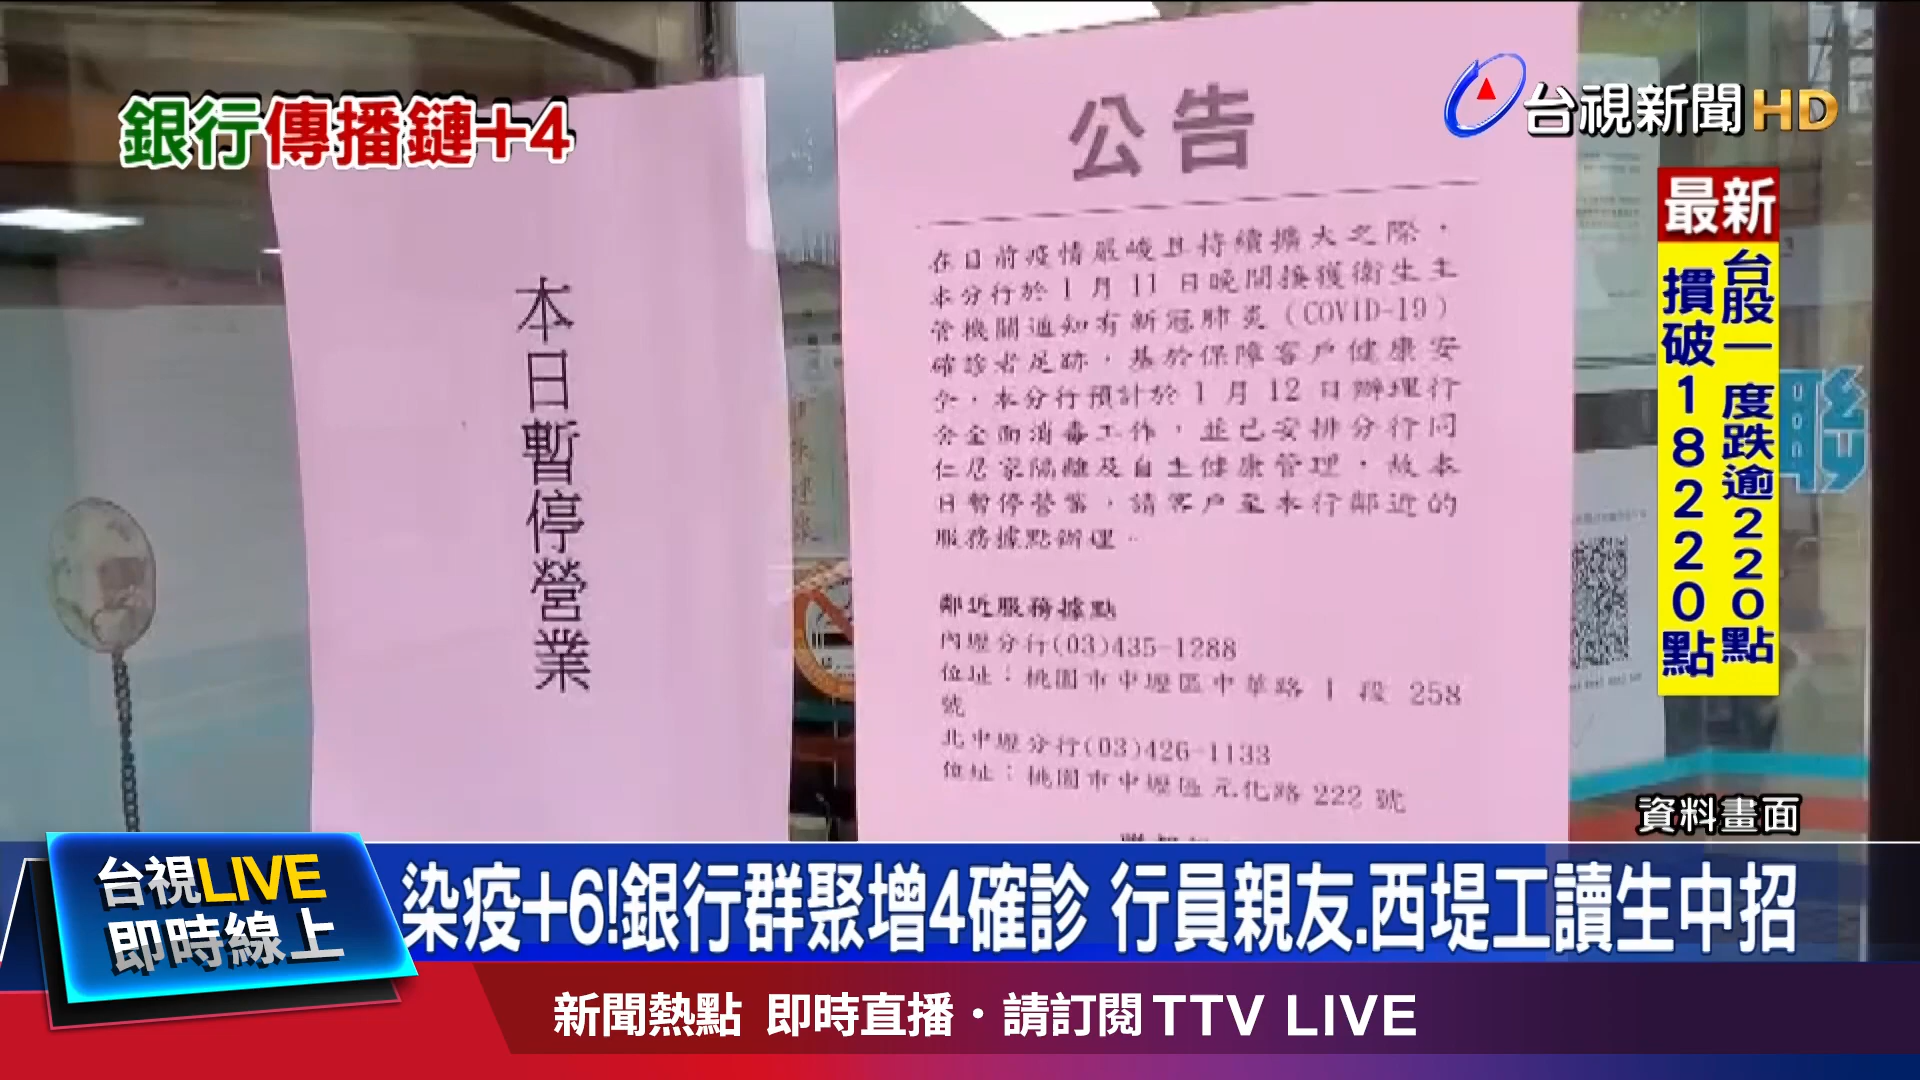 銀行傳播鏈+4
台視新聞HD
最新
台股一度跌逾220點
摜破18220點
本日暫停營業
公告
在日前疫情嚴峻且持續擴大之際，
本分行於1月11日晚間接獲衛生主
管機關通知有新冠肺炎（COVID-19）
確診者足跡，基於保障客戶健康安
全，本分行預計於1月12日辦理行
舍全面消毒工作，並已安排分行同
仁居家隔離及自主健康管理，故本
日暫停營業，請客戶至本行鄰近的
服務據點辦理。
鄰近服務據點
內壢分行(03)435-1288
位址：桃園市中壢區中華路1段258
號
北中壢分行(03)426-1133
位址：桃園市中壢區元化路222號
聯
資料畫面
台視LIVE
即時線上
染疫+6!銀行群聚增4確診 行員親友.西堤工讀生中招
新聞熱點 即時直播・請訂閱TTV LIVE